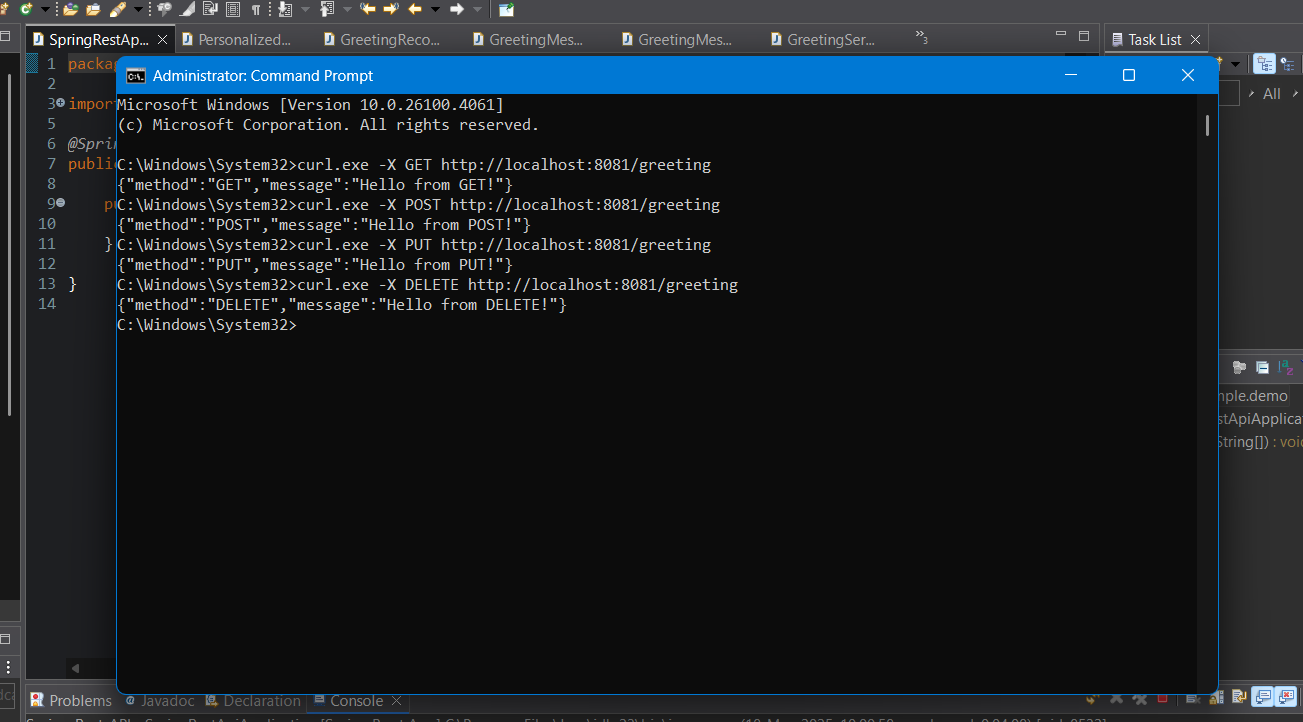 SpringRestAp...
Personalized...
GreetingReco...
GreetingMes...
GreetingMes...
GreetingSer...
3
Task List
1
2
3
5
6 @Sprin
7
8
9
10
11 }
12
13 }
14
All
Administrator: Command Prompt
Microsoft Windows [Version 10.0.26100.4061]
(c) Microsoft Corporation. All rights reserved.
C:\Windows\System32>curl.exe -X GET http://localhost:8081/greeting
{"method":"GET","message":"Hello from GET!"}
C:\Windows\System32>curl.exe -X POST http://localhost:8081/greeting
{"method":"POST","message":"Hello from POST!"}
C:\Windows\System32>curl.exe -X PUT http://localhost:8081/greeting
{"method":"PUT","message":"Hello from PUT!"}
C:\Windows\System32>curl.exe -X DELETE http://localhost:8081/greeting
{"method":"DELETE","message":"Hello from DELETE!"}
C:\Windows\System32>
mple.demo
stApiApplica
String[]) : voi
Problems
Javadoc
Declaration
Console